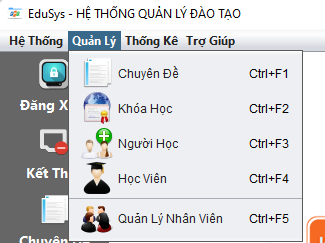 EduSys - HỆ THỐNG QUẢN LÝ ĐÀO TẠO
Hệ Thống Quản Lý Thống Kê Trợ Giúp
Chuyên Đề Ctrl+F1
Khóa Học Ctrl+F2
Đăng X
Người Học Ctrl+F3
Học Viên Ctrl+F4
Kết Th
Quản Lý Nhân Viên Ctrl+F5